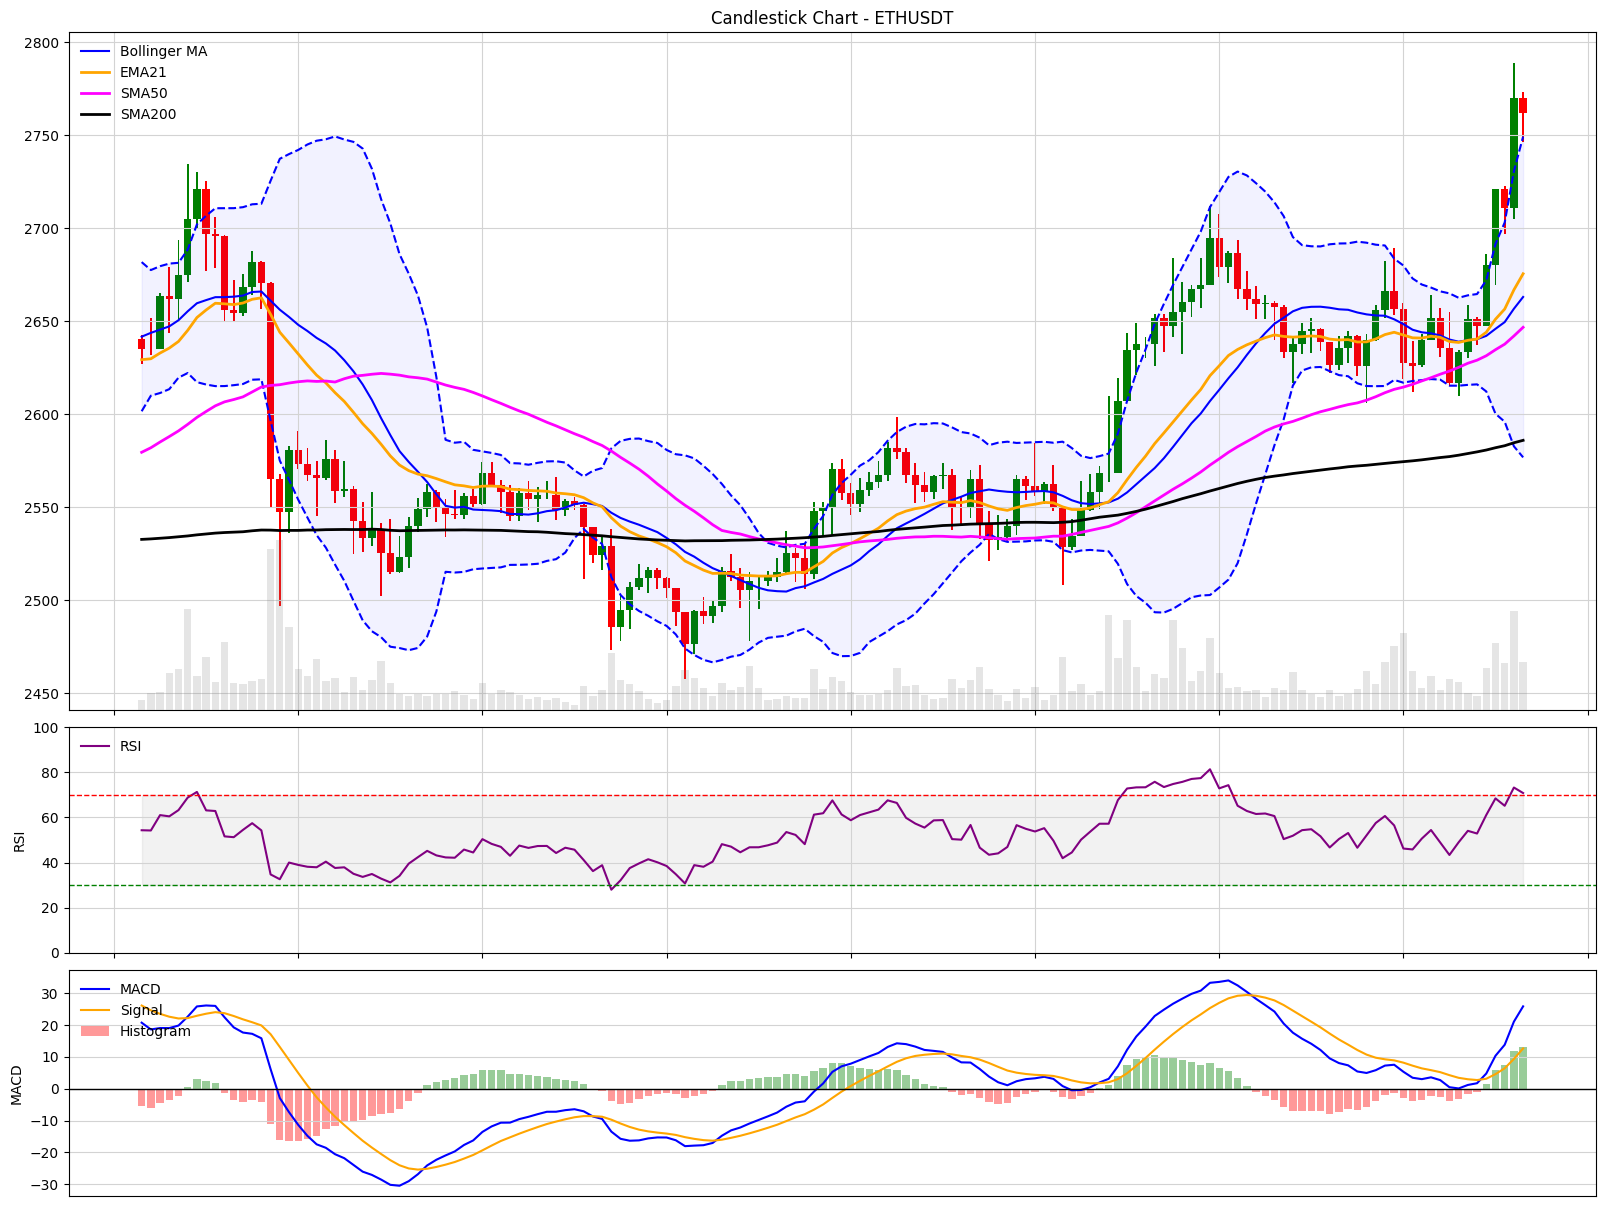 Candlestick Chart - ETHUSDT
2800
2750
2700
2650
2600
2550
2500
2450
Bollinger MA
EMA21
SMA50
SMA200
100
80
60
40
20
0
RSI
RSI
30
20
10
0
−10
−20
−30
MACD
MACD
Signal
Histogram